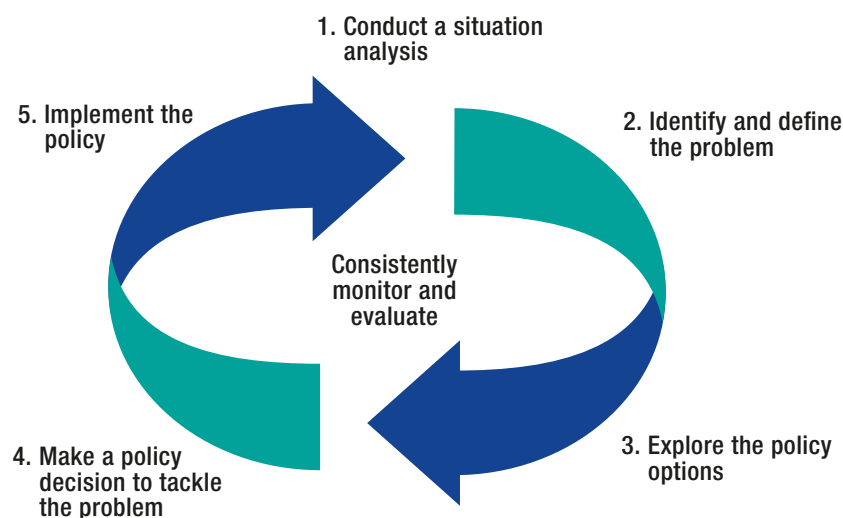 1. Conduct a situation
analysis
2. Identify and define
the problem
3. Explore the policy
options
4. Make a policy
decision to tackle
the problem
5. Implement the
policy
Consistently
monitor and
evaluate